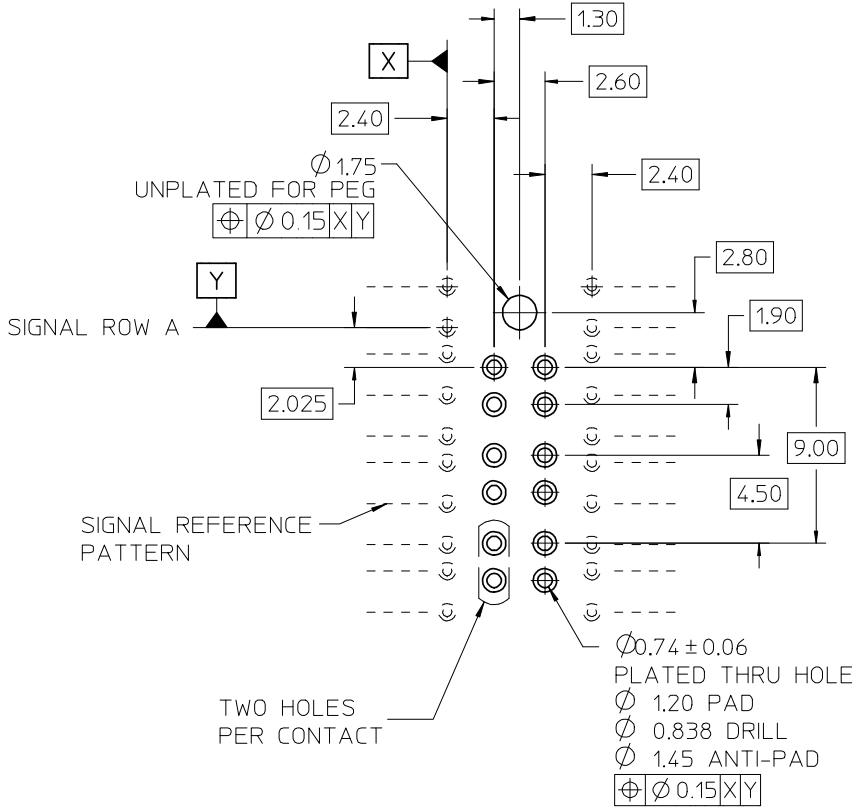 1.30
X
2.60
2.40
Ø 1.75
UNPLATED FOR PEG
⌖ Ø 0.15 X Y
2.40
2.80
Y
1.90
SIGNAL ROW A
2.025
9.00
4.50
SIGNAL REFERENCE
PATTERN
Ø0.74 ± 0.06
PLATED THRU HOLE
Ø 1.20 PAD
Ø 0.838 DRILL
Ø 1.45 ANTI-PAD
⌖ Ø 0.15 X Y
TWO HOLES
PER CONTACT